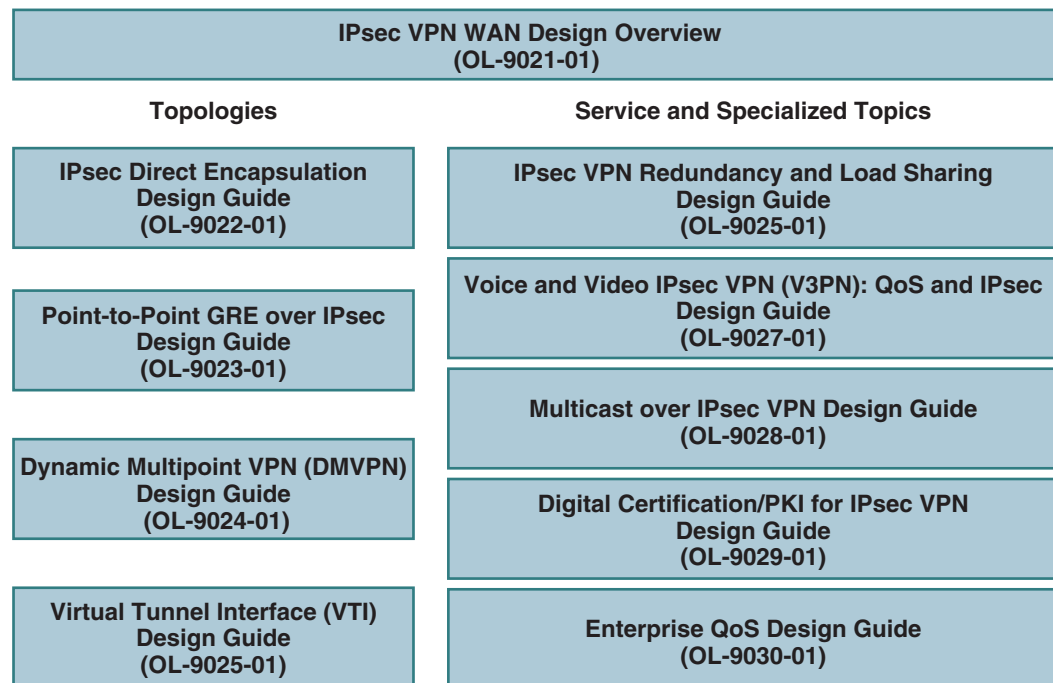 IPsec VPN WAN Design Overview
(OL-9021-01)
Topologies
Service and Specialized Topics
IPsec Direct Encapsulation
Design Guide
(OL-9022-01)
Point-to-Point GRE over IPsec
Design Guide
(OL-9023-01)
Dynamic Multipoint VPN (DMVPN)
Design Guide
(OL-9024-01)
Virtual Tunnel Interface (VTI)
Design Guide
(OL-9025-01)
IPsec VPN Redundancy and Load Sharing
Design Guide
(OL-9025-01)
Voice and Video IPsec VPN (V3PN): QoS and IPsec
Design Guide
(OL-9027-01)
Multicast over IPsec VPN Design Guide
(OL-9028-01)
Digital Certification/PKI for IPsec VPN
Design Guide
(OL-9029-01)
Enterprise QoS Design Guide
(OL-9030-01)